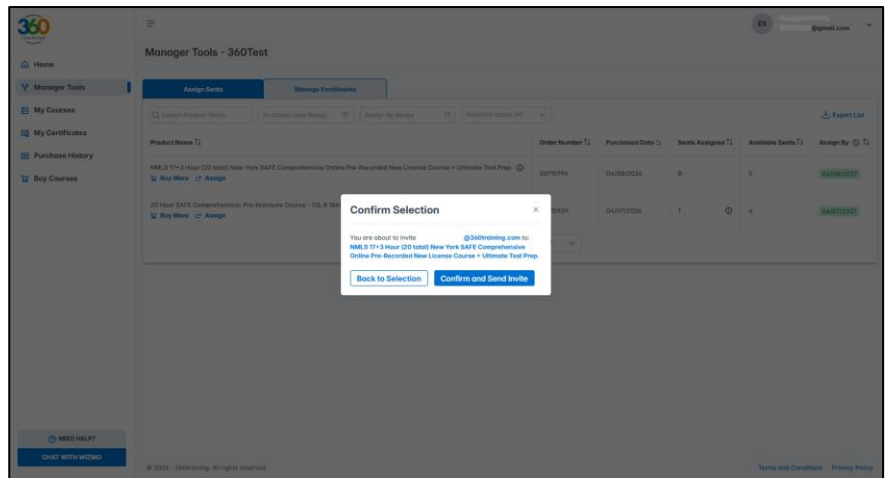 360
TRAINING
ES
@gmail.com
Manager Tools - 360Test
Home
Manager Tools
My Courses
My Certificates
Purchase History
Buy Courses
Assign Seats
Manage Enrollments
Search Product Name
Purchase Date Range
Assign By Range
Available Seats: All
Export List
Product Name
Order Number
Purchased Date
Seats Assigned
Available Seats
Assign By
NMLS 17+3 Hour (20 total) New York SAFE Comprehensive Online Pre-Recorded New License Course + Ultimate Test Prep
Buy More
Assign
04/08/2026
0
5
04/08/2027
20 Hour SAFE Comprehensive: Pre-licensure Course -
Buy More
Assign
04/07/2026
1
4
04/07/2027
Confirm Selection
You are about to invite @360training.com to:
NMLS 17+3 Hour (20 total) New York SAFE Comprehensive
Online Pre-Recorded New License Course + Ultimate Test Prep.
Back to Selection
Confirm and Send Invite
NEED HELP?
CHAT WITH WIZMO
© 2026 - 360training. All rights reserved.
Terms and Conditions
Privacy Policy